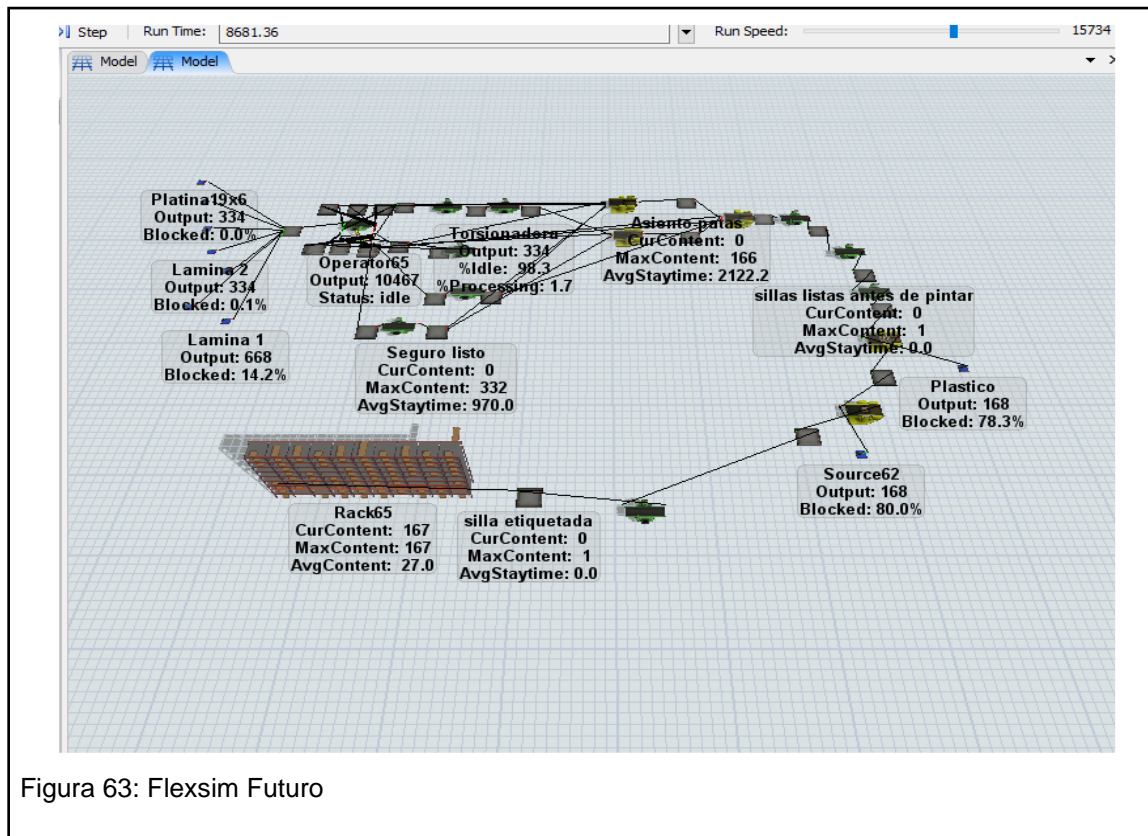 Step Run Time: 8681.36 Run Speed: 15734
Model Model
Platina19x6
Output: 334
Blocked: 0.0%
Lamina 2
Output: 334
Blocked: 0.1%
Lamina 1
Output: 668
Blocked: 14.2%
Operator65
Output: 10467
Status: idle
Torsionadora
Output: 334
%Idle: 98.3
%Processing: 1.7
Asiento patas
CurContent: 0
MaxContent: 166
AvgStaytime: 2122.2
sillas listas antes de pintar
CurContent: 0
MaxContent: 1
AvgStaytime: 0.0
Seguro listo
CurContent: 0
MaxContent: 332
AvgStaytime: 970.0
Plastico
Output: 168
Blocked: 78.3%
Source62
Output: 168
Blocked: 80.0%
Rack65
CurContent: 167
MaxContent: 167
AvgContent: 27.0
silla etiquetada
CurContent: 0
MaxContent: 1
AvgStaytime: 0.0
Figura 63: Flexsim Futuro